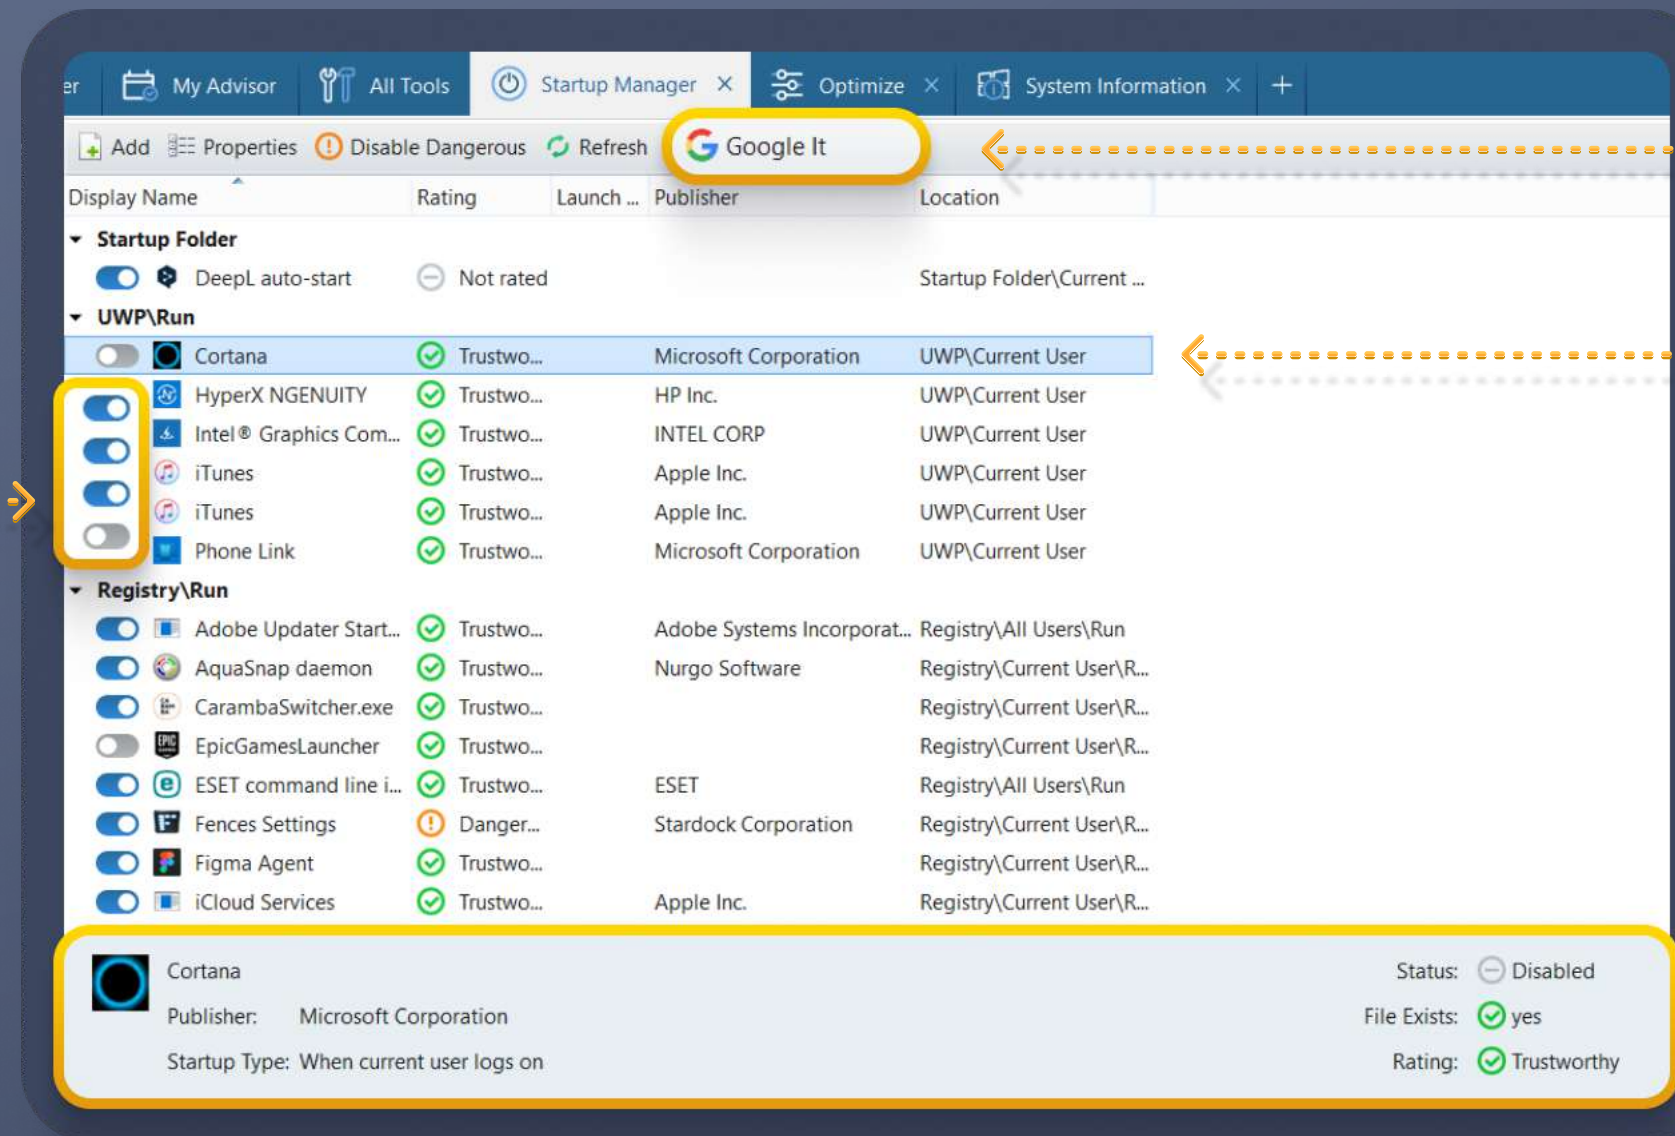 er My Advisor All Tools Startup Manager × Optimize × System Information × +
Add Properties Disable Dangerous Refresh Google It
Display Name Rating Launch ... Publisher Location
Startup Folder
DeepL auto-start Not rated Startup Folder\Current ...
UWP\Run
Cortana Trustwo... Microsoft Corporation UWP\Current User
HyperX NGENUITY Trustwo... HP Inc. UWP\Current User
Intel® Graphics Com... Trustwo... INTEL CORP UWP\Current User
iTunes Trustwo... Apple Inc. UWP\Current User
iTunes Trustwo... Apple Inc. UWP\Current User
Phone Link Trustwo... Microsoft Corporation UWP\Current User
Registry\Run
Adobe Updater Start... Trustwo... Adobe Systems Incorporat... Registry\All Users\Run
AquaSnap daemon Trustwo... Nurgo Software Registry\Current User\R...
CarambaSwitcher.exe Trustwo... Registry\Current User\R...
EPIC EpicGamesLauncher Trustwo... Registry\Current User\R...
ESET command line i... Trustwo... ESET Registry\All Users\Run
Fences Settings Danger... Stardock Corporation Registry\Current User\R...
Figma Agent Trustwo... Registry\Current User\R...
iCloud Services Trustwo... Apple Inc. Registry\Current User\R...
Cortana Status: Disabled
Publisher: Microsoft Corporation File Exists: yes
Startup Type: When current user logs on Rating: Trustworthy